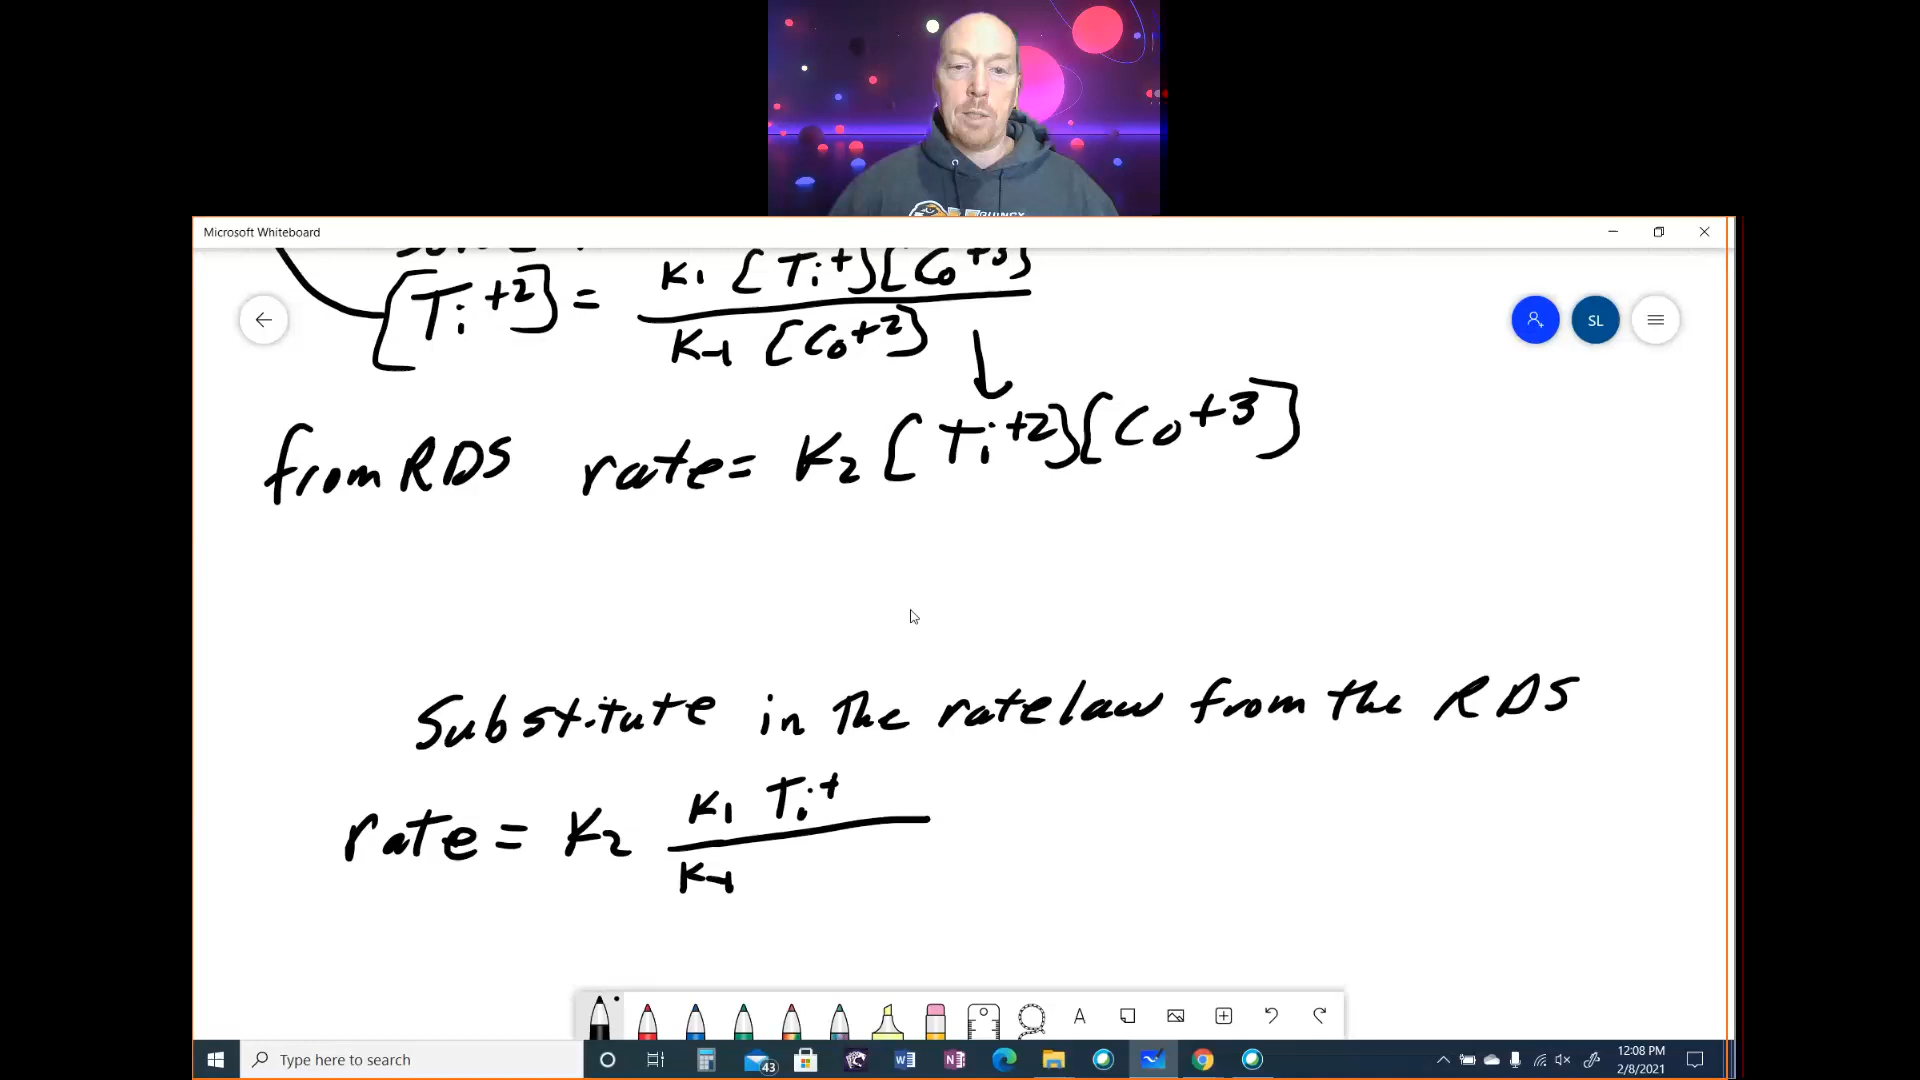 QUINCY
Microsoft Whiteboard
[Ti+2] = K1 [Ti+][Co+3]
K-1 [Co+2]
SL
from RDS rate = K2 [Ti+2][Co+3]
Substitute in the rate law from the RDS
rate = K2 K1 Ti+
K-1
A
Type here to search
43
12:08 PM
2/8/2021